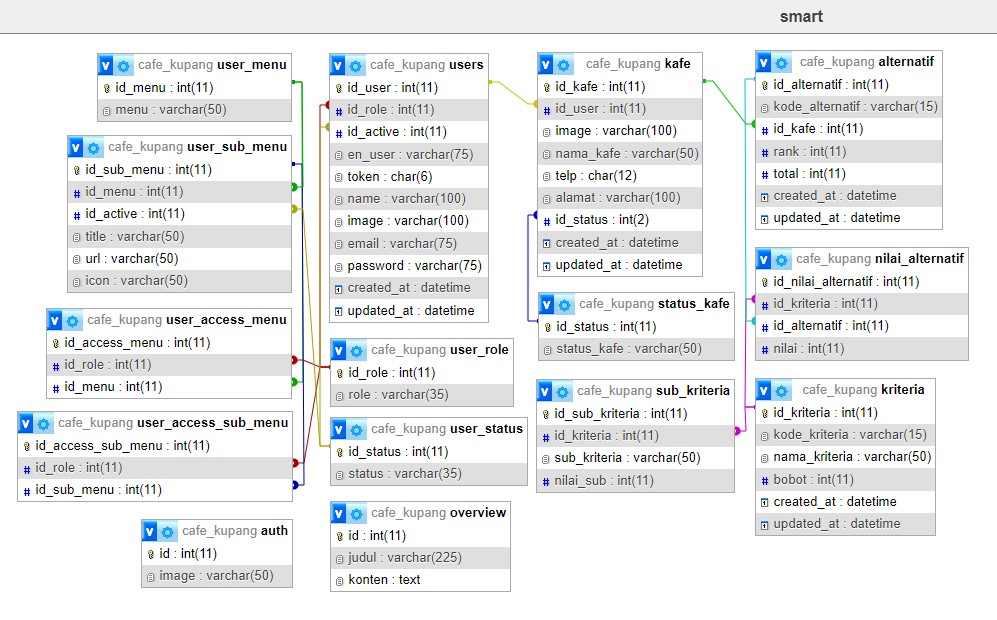 smart
cafe_kupang user_menu
id_menu : int(11)
menu : varchar(50)
cafe_kupang user_sub_menu
id_sub_menu : int(11)
id_menu : int(11)
id_active : int(11)
title : varchar(50)
url : varchar(50)
icon : varchar(50)
cafe_kupang user_access_menu
id_access_menu : int(11)
id_role : int(11)
id_menu : int(11)
cafe_kupang user_access_sub_menu
id_access_sub_menu : int(11)
id_role : int(11)
id_sub_menu : int(11)
cafe_kupang auth
id : int(11)
image : varchar(50)
cafe_kupang users
id_user : int(11)
id_role : int(11)
id_active : int(11)
en_user : varchar(75)
token : char(6)
name : varchar(100)
image : varchar(100)
email : varchar(75)
password : varchar(75)
created_at : datetime
updated_at : datetime
cafe_kupang user_role
id_role : int(11)
role : varchar(35)
cafe_kupang user_status
id_status : int(11)
status : varchar(35)
cafe_kupang overview
id : int(11)
judul : varchar(225)
konten : text
cafe_kupang kafe
id_kafe : int(11)
id_user : int(11)
image : varchar(100)
nama_kafe : varchar(50)
telp : char(12)
alamat : varchar(100)
id_status : int(2)
created_at : datetime
updated_at : datetime
cafe_kupang status_kafe
id_status : int(11)
status_kafe : varchar(50)
cafe_kupang sub_kriteria
id_sub_kriteria : int(11)
id_kriteria : int(11)
sub_kriteria : varchar(50)
nilai_sub : int(11)
cafe_kupang alternatif
id_alternatif : int(11)
kode_alternatif : varchar(15)
id_kafe : int(11)
rank : int(11)
total : int(11)
created_at : datetime
updated_at : datetime
cafe_kupang nilai_alternatif
id_nilai_alternatif : int(11)
id_kriteria : int(11)
id_alternatif : int(11)
nilai : int(11)
cafe_kupang kriteria
id_kriteria : int(11)
kode_kriteria : varchar(15)
nama_kriteria : varchar(50)
bobot : int(11)
created_at : datetime
updated_at : datetime